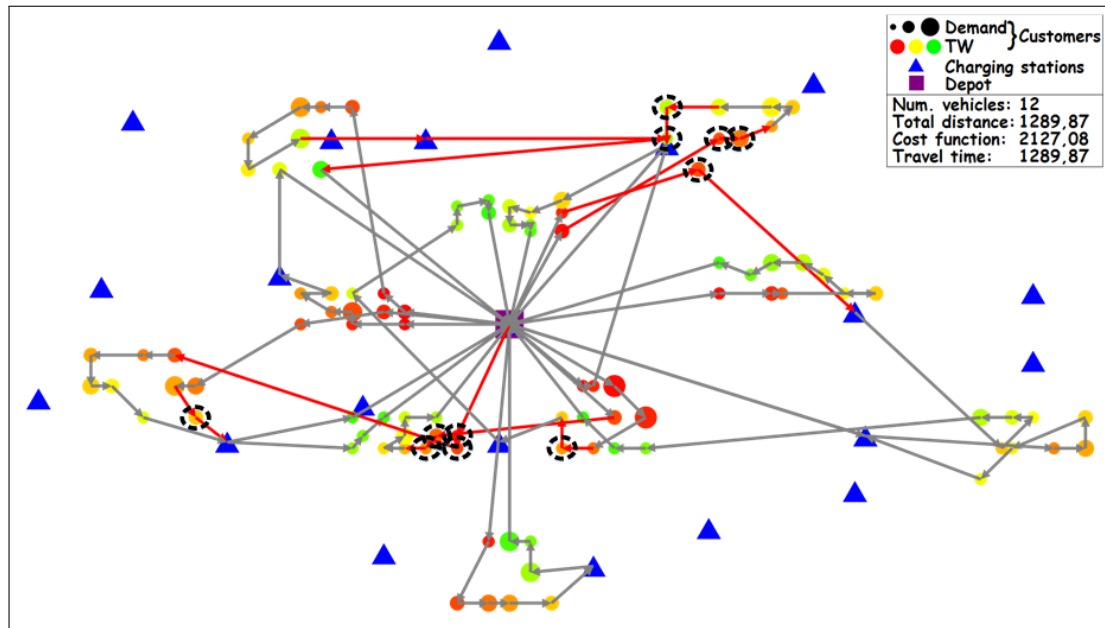 Demand
TW
} Customers
Charging stations
Depot
Num. vehicles: 12
Total distance: 1289,87
Cost function: 2127,08
Travel time: 1289,87